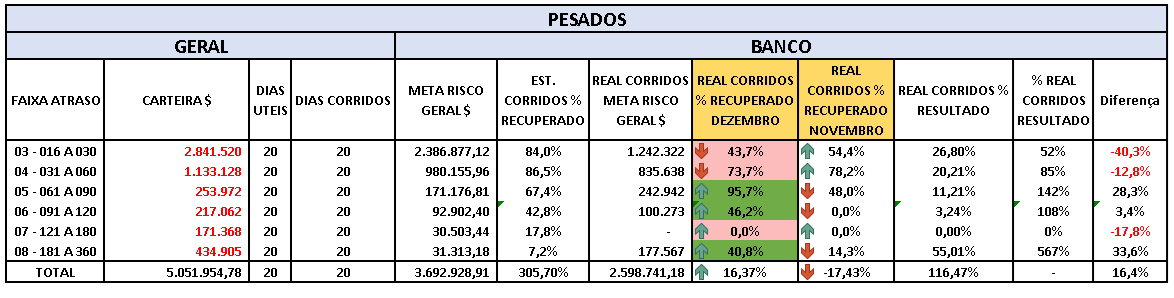 PESADOS
GERAL BANCO
FAIXA ATRASO CARTEIRA $ DIAS UTEIS DIAS CORRIDOS META RISCO GERAL $ EST. CORRIDOS % RECUPERADO REAL CORRIDOS META RISCO GERAL $ REAL CORRIDOS % RECUPERADO DEZEMBRO REAL CORRIDOS % RECUPERADO NOVEMBRO REAL CORRIDOS % RESULTADO % REAL CORRIDOS RESULTADO Diferença
03 - 016 A 030 2.841.520 20 20 2.386.877,12 84,0% 1.242.322 43,7% 54,4% 26,80% 52% -40,3%
04 - 031 A 060 1.133.128 20 20 980.155,96 86,5% 835.638 73,7% 78,2% 20,21% 85% -12,8%
05 - 061 A 090 253.972 20 20 171.176,81 67,4% 242.942 95,7% 48,0% 11,21% 142% 28,3%
06 - 091 A 120 217.062 20 20 92.902,40 42,8% 100.273 46,2% 0,0% 3,24% 108% 3,4%
07 - 121 A 180 171.368 20 20 30.503,44 17,8% - 0,0% 0,0% 0,00% 0% -17,8%
08 - 181 A 360 434.905 20 20 31.313,18 7,2% 177.567 40,8% 14,3% 55,01% 567% 33,6%
TOTAL 5.051.954,78 20 20 3.692.928,91 305,70% 2.598.741,18 16,37% -17,43% 116,47% - 16,4%